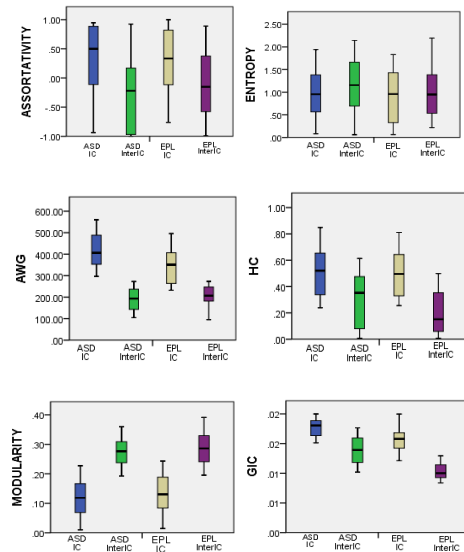 ASSORTATIVITY
1.00
.50
.00
-.50
-1.00
ASD
IC
ASD
InterIC
EPL
IC
EPL
InterIC
ENTROPY
2.50
2.00
1.50
1.00
.50
.00
ASD
IC
ASD
InterIC
EPL
IC
EPL
InterIC
AWG
600.00
500.00
400.00
300.00
200.00
100.00
.00
ASD
IC
ASD
InterIC
EPL
IC
EPL
InterIC
HC
1.00
.80
.60
.40
.20
.00
ASD
IC
ASD
InterIC
EPL
IC
EPL
InterIC
MODULARITY
.40
.30
.20
.10
.00
ASD
IC
ASD
InterIC
EPL
IC
EPL
InterIC
GIC
.02
.02
.01
.01
.00
ASD
IC
ASD
InterIC
EPL
IC
EPL
InterIC